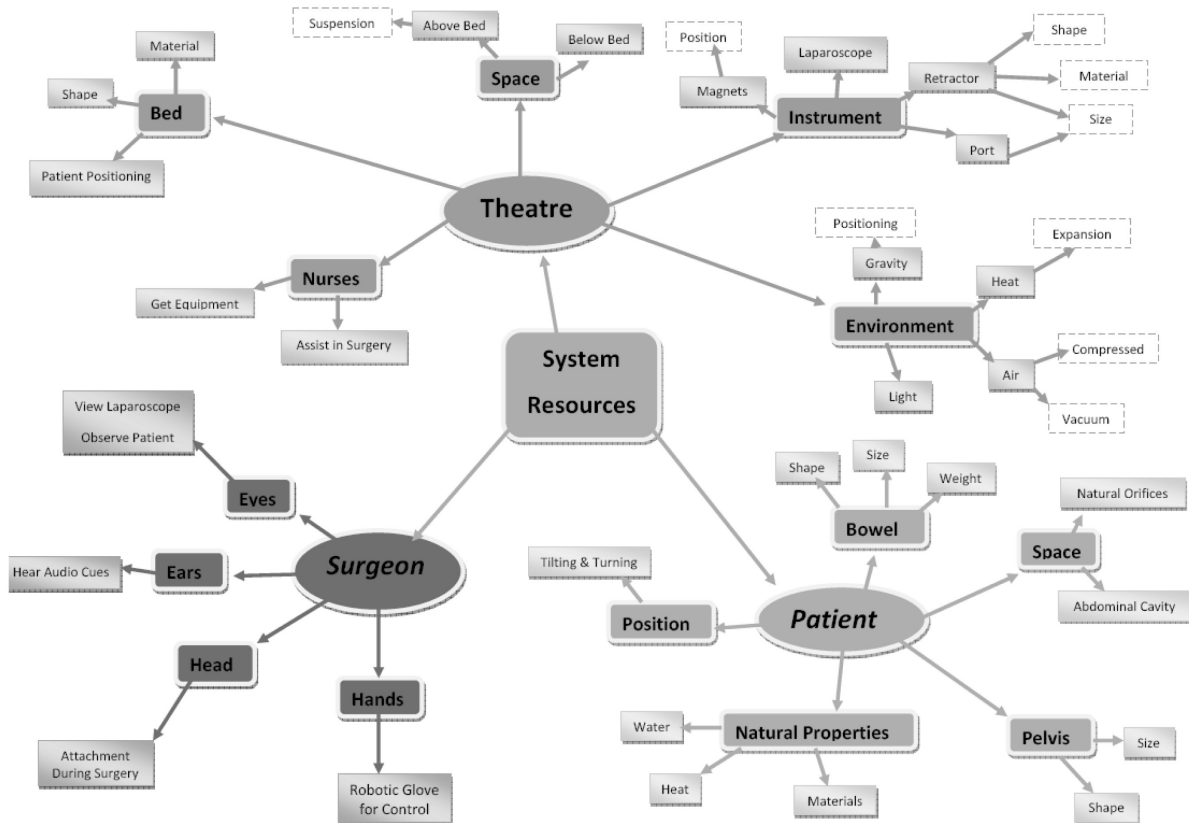 Material
Shape
Bed
Patient Positioning
Suspension
Above Bed
Below Bed
Space
Position
Magnets
Laparoscope
Instrument
Retractor
Port
Shape
Material
Size
Theatre
Nurses
Get Equipment
Assist in Surgery
Positioning
Gravity
Expansion
Heat
Environment
Light
Air
Compressed
Vacuum
System
Resources
View Laparoscope
Observe Patient
Eyes
Hear Audio Cues
Ears
Surgeon
Head
Attachment
During Surgery
Hands
Robotic Glove
for Control
Shape
Size
Weight
Bowel
Natural Orifices
Space
Abdominal Cavity
Tilting & Turning
Position
Patient
Water
Natural Properties
Heat
Materials
Pelvis
Size
Shape